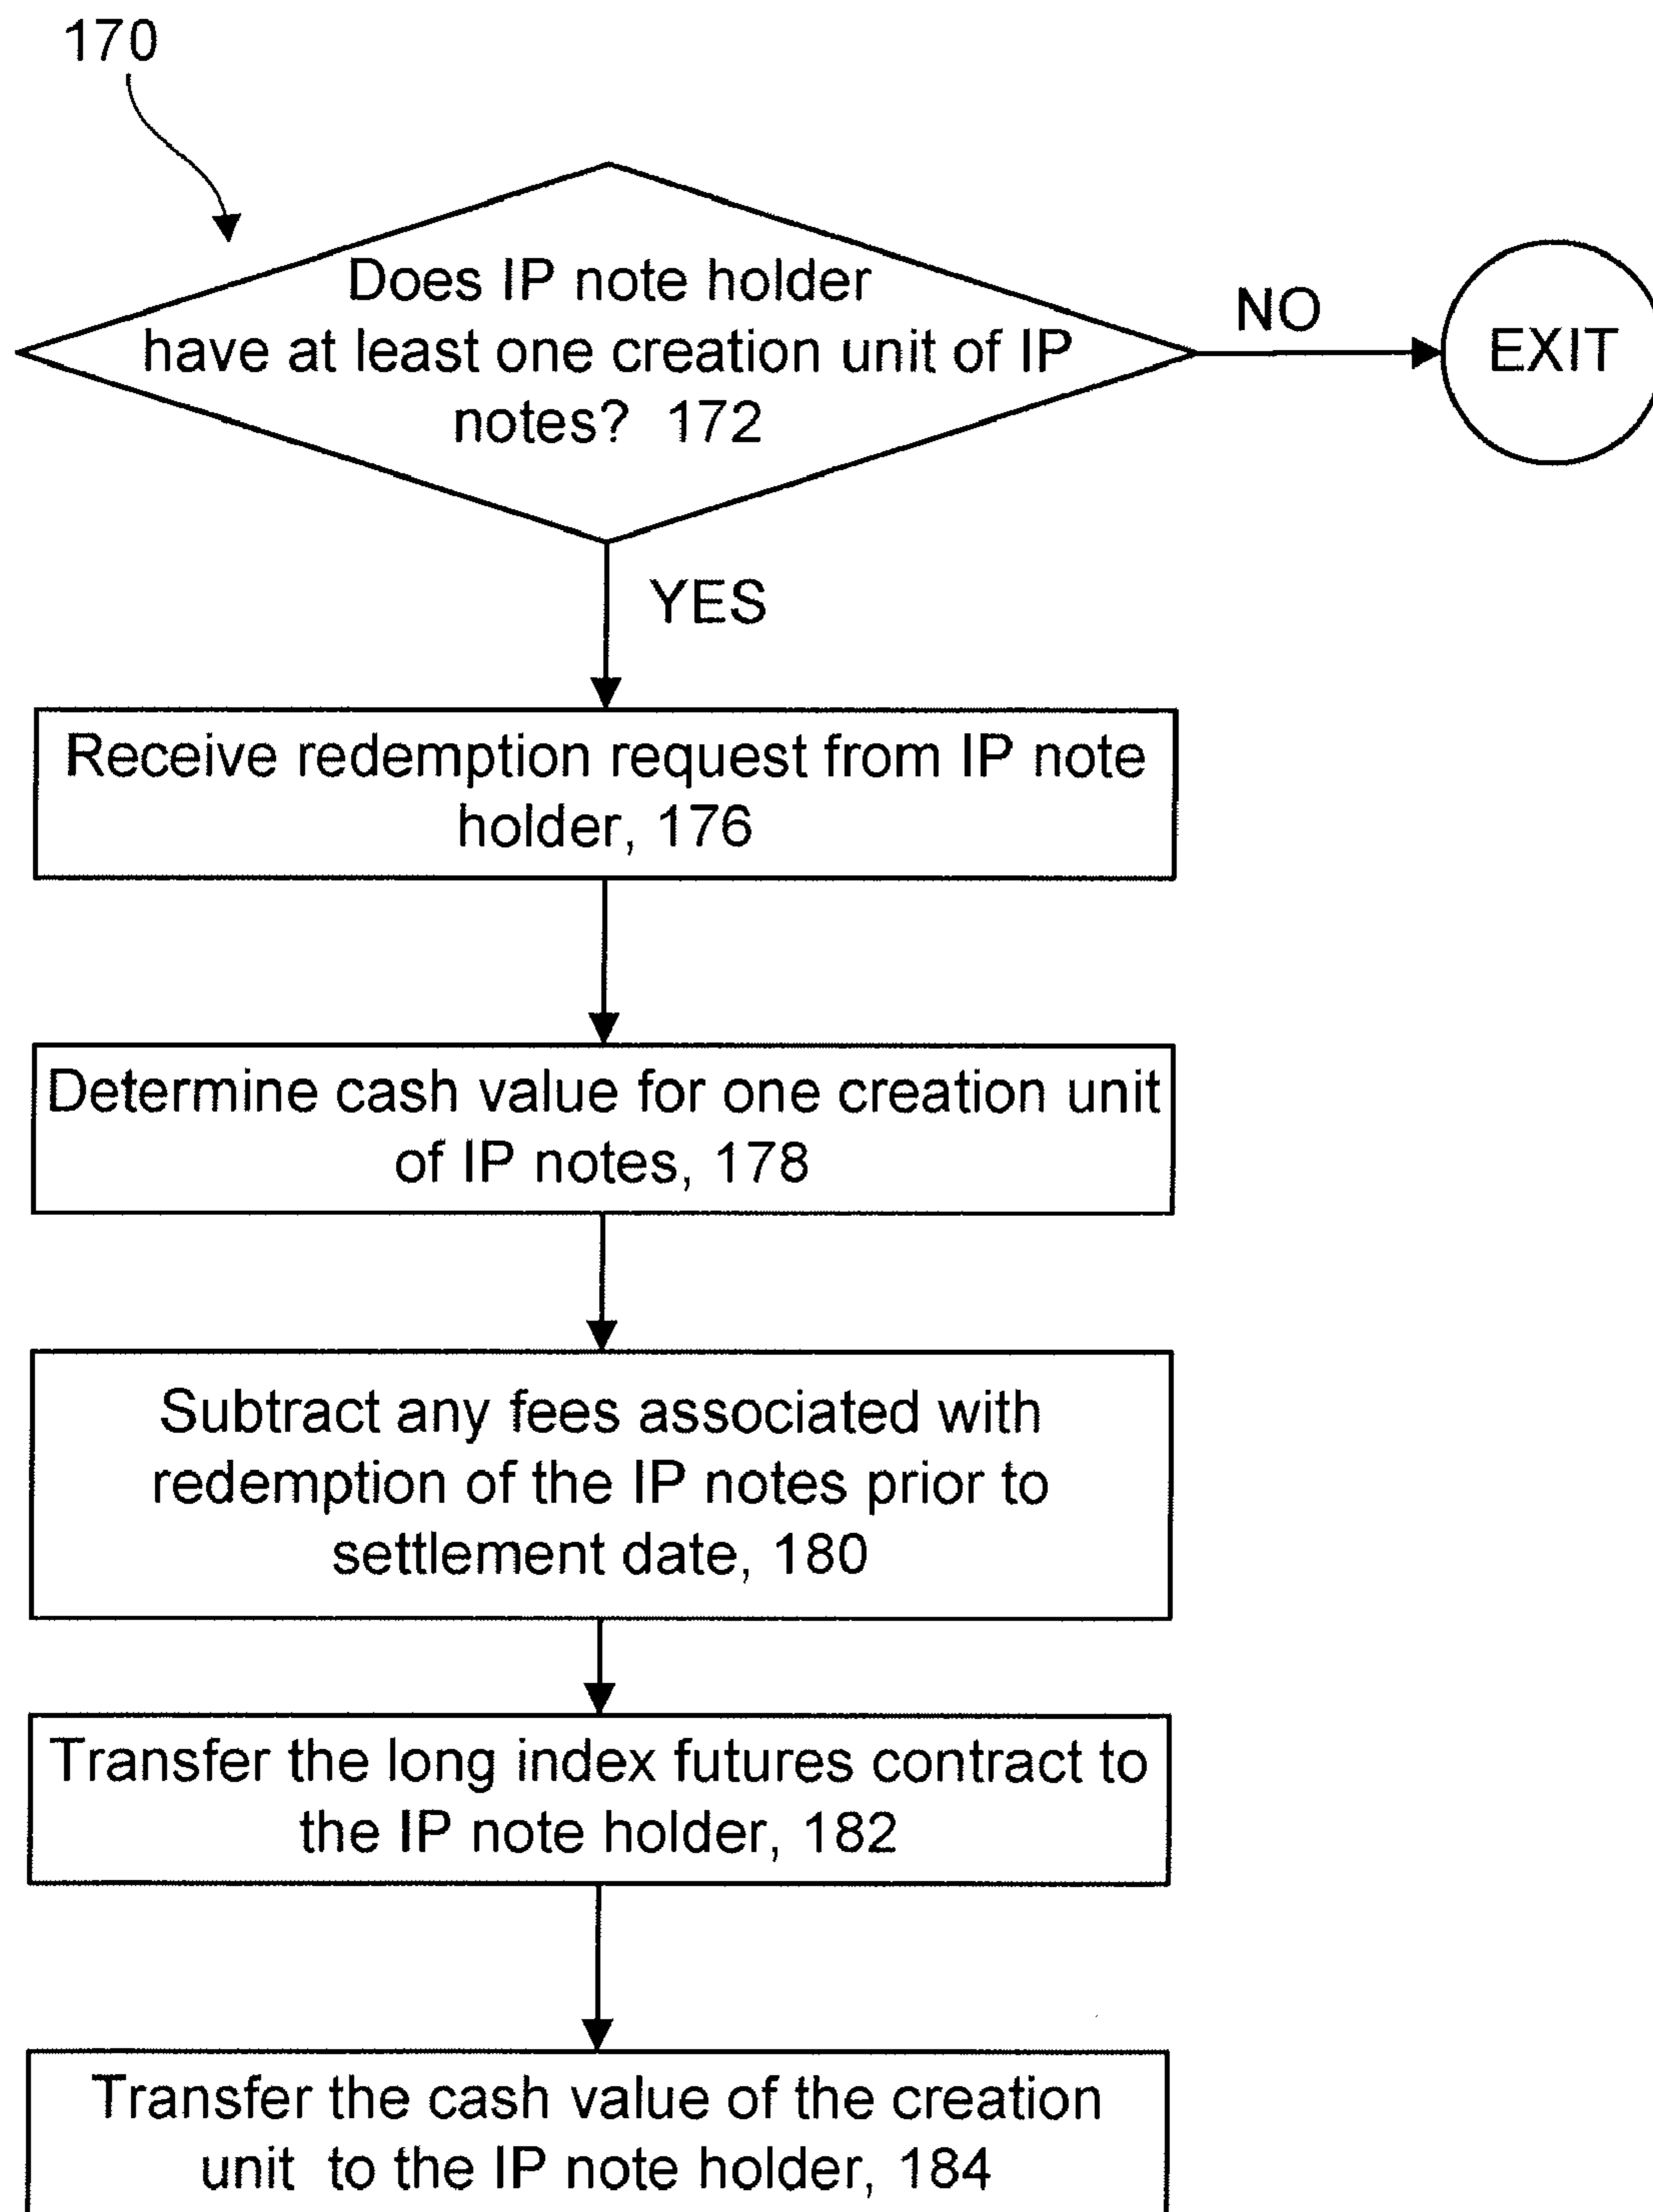 170
Does IP note holder
have at least one creation unit of IP
notes? 172
NO
EXIT
YES
Receive redemption request from IP note
holder, 176
Determine cash value for one creation unit
of IP notes, 178
Subtract any fees associated with
redemption of the IP notes prior to
settlement date, 180
Transfer the long index futures contract to
the IP note holder, 182
Transfer the cash value of the creation
unit to the IP note holder, 184